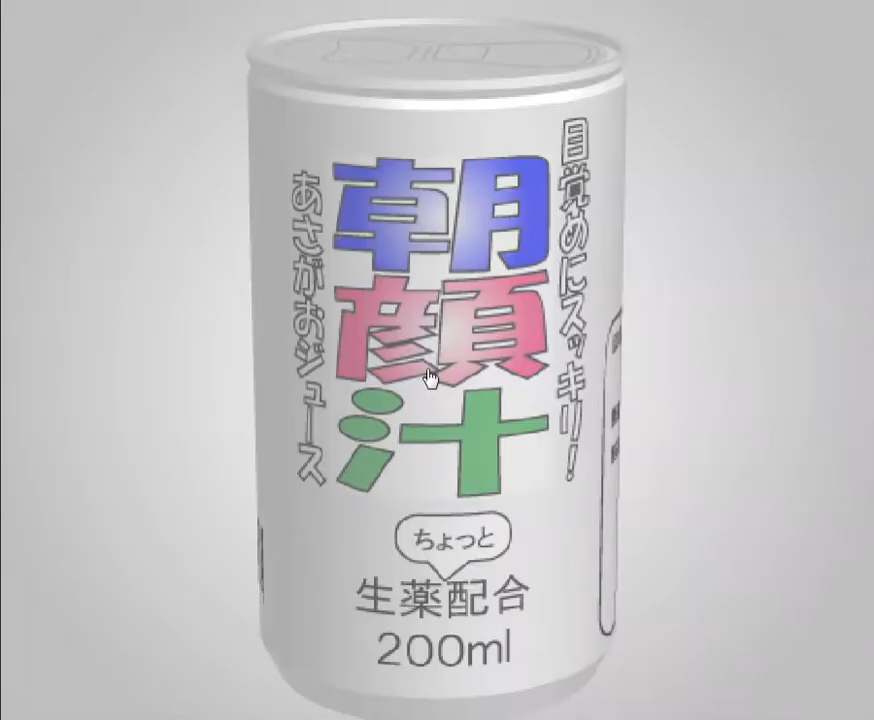 目覚めにスッキリ!
朝顔汁
あさがおジュース
ちょっと
生薬配合
200ml